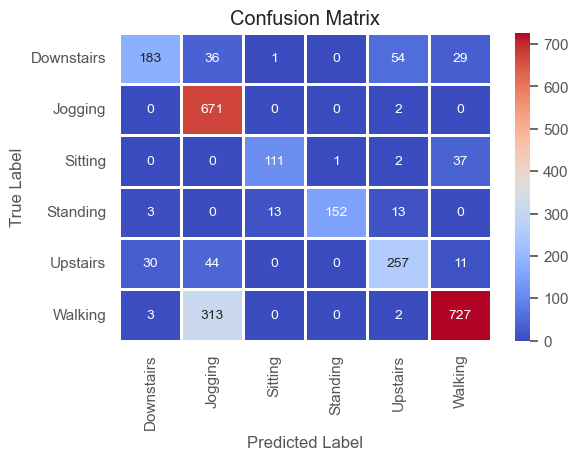 Confusion Matrix
True Label
Downstairs 183 36 1 0 54 29
Jogging 0 671 0 0 2 0
Sitting 0 0 111 1 2 37
Standing 3 0 13 152 13 0
Upstairs 30 44 0 0 257 11
Walking 3 313 0 0 2 727
Downstairs Jogging Sitting Standing Upstairs Walking
Predicted Label
700
600
500
400
300
200
100
0